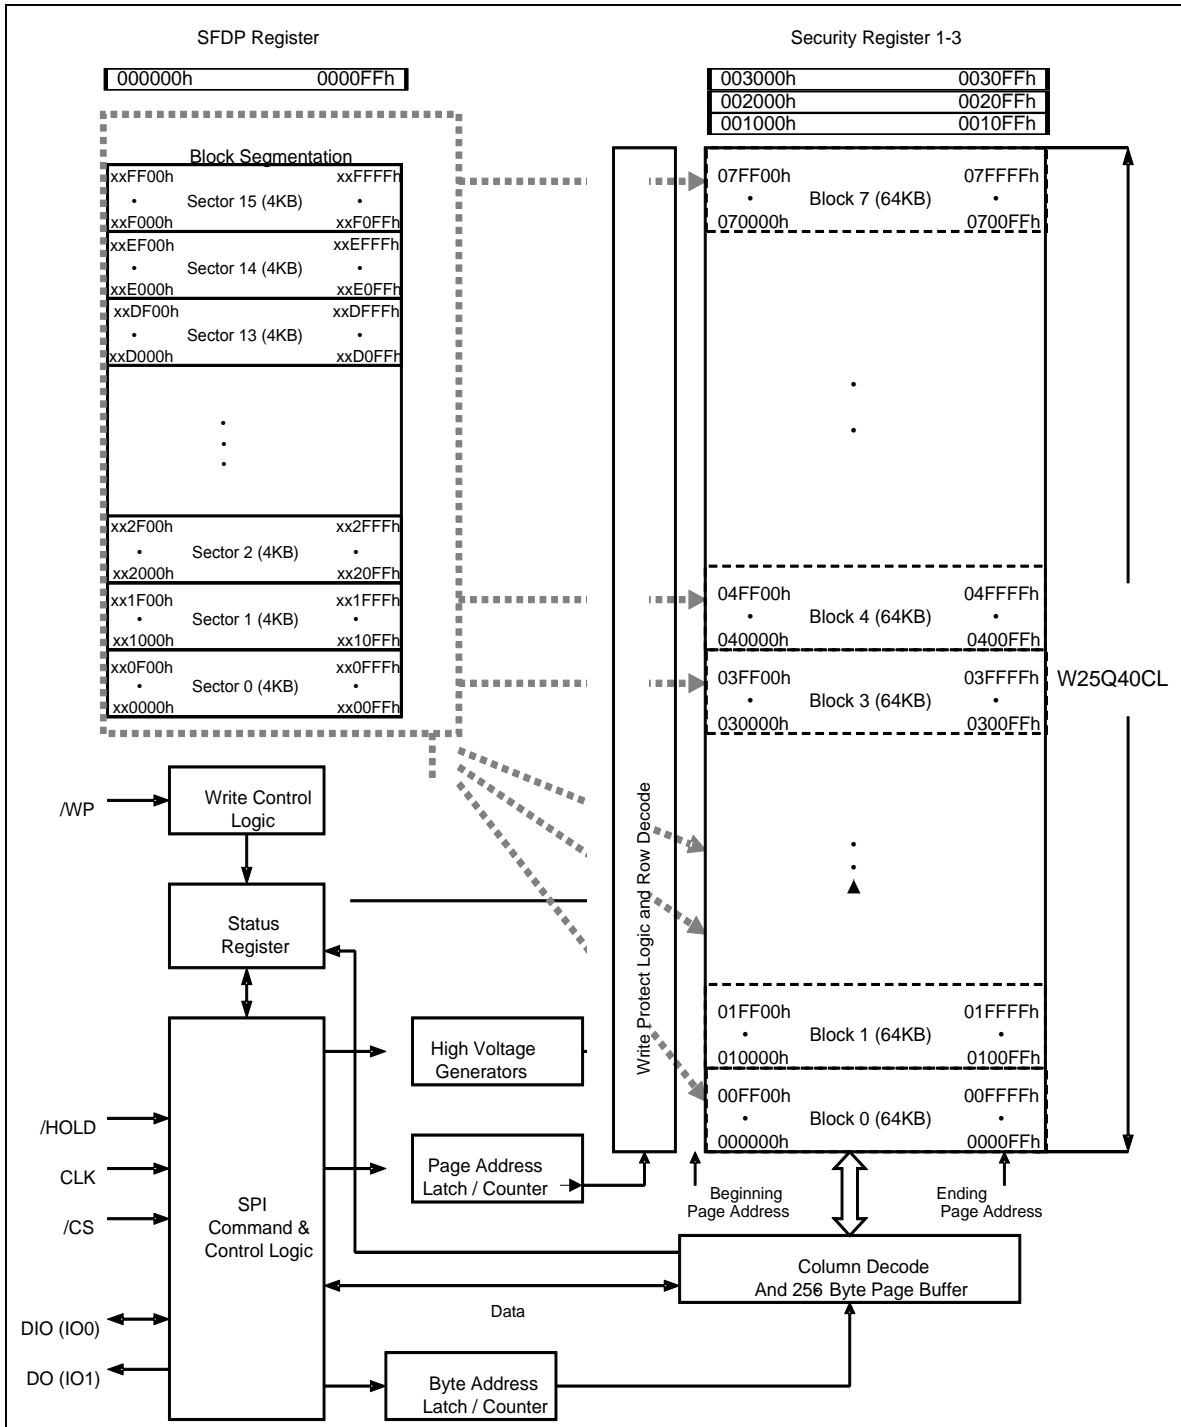 SFDP Register
000000h 0000FFh
Block Segmentation
xxFF00h xxFFFFh
Sector 15 (4KB)
xxF000h xxF0FFh
xxEF00h xxEFFFh
Sector 14 (4KB)
xxE000h xxE0FFh
xxDF00h xxDFFFh
Sector 13 (4KB)
xxD000h xxD0FFh
xx2F00h xx2FFFh
Sector 2 (4KB)
xx2000h xx20FFh
xx1F00h xx1FFFh
Sector 1 (4KB)
xx1000h xx10FFh
xx0F00h xx0FFFh
Sector 0 (4KB)
xx0000h xx00FFh
Security Register 1-3
003000h 0030FFh
002000h 0020FFh
001000h 0010FFh
07FF00h 07FFFFh
Block 7 (64KB)
070000h 0700FFh
04FF00h 04FFFFh
Block 4 (64KB)
040000h 0400FFh
03FF00h 03FFFFh
Block 3 (64KB)
030000h 0300FFh
01FF00h 01FFFFh
Block 1 (64KB)
010000h 0100FFh
00FF00h 00FFFFh
Block 0 (64KB)
000000h 0000FFh
W25Q40CL
Write Protect Logic and Row Decode
Beginning
Page Address
Ending
Page Address
/WP
Write Control
Logic
Status
Register
High Voltage
Generators
/HOLD
CLK
/CS
SPI
Command &
Control Logic
Page Address
Latch / Counter
Column Decode
And 256 Byte Page Buffer
Data
DIO (IO0)
DO (IO1)
Byte Address
Latch / Counter